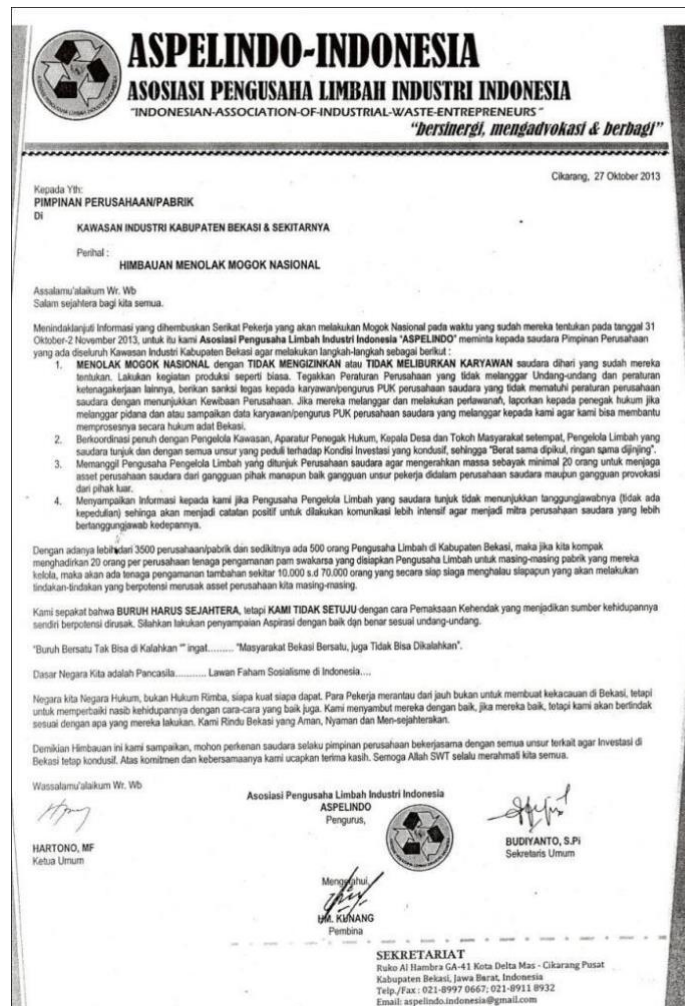 ASPELINDO-INDONESIA
ASOSIASI PENGUSAHA LIMBAH INDUSTRI INDONESIA
"INDONESIAN-ASSOCIATION-OF-INDUSTRIAL-WASTE-ENTREPRENEURS"
"bersinergi, mengadvokasi & berbagi"
Cikarang, 27 Oktober 2013
Kepada Yth:
PIMPINAN PERUSAHAAN/PABRIK
Di
KAWASAN INDUSTRI KABUPATEN BEKASI & SEKITARNYA
Perihal :
HIMBAUAN MENOLAK MOGOK NASIONAL
Assalamu'alaikum Wr. Wb
Salam sejahtera bagi kita semua.
Menindaklanjuti Informasi yang dihembuskan Serikat Pekerja yang akan melakukan Mogok Nasional pada waktu yang sudah mereka tentukan pada tanggal 31
Oktober-2 November 2013, untuk itu kami Asosiasi Pengusaha Limbah Industri Indonesia "ASPELINDO" meminta kepada saudara Pimpinan Perusahaan
yang ada diseluruh Kawasan Industri Kabupaten Bekasi agar melakukan langkah-langkah sebagai berikut :
1. MENOLAK MOGOK NASIONAL dengan TIDAK MENGIZINKAN atau TIDAK MELIBURKAN KARYAWAN saudara dihari yang sudah mereka
tentukan. Lakukan kegiatan produksi seperti biasa. Tegakkan Peraturan Perusahaan yang tidak melanggar Undang-undang dan peraturan
ketenagakerjaan lainnya, berikan sanksi tegas kepada karyawan/pengurus PUK perusahaan saudara yang tidak mematuhi peraturan perusahaan
saudara dengan menunjukkan Kewibaan Perusahaan. Jika mereka melanggar dan melakukan perlawanah, laporkan kepada penegak hukum jika
melanggar pidana dan atau sampaikan data karyawan/pengurus PUK perusahaan saudara yang melanggar kepada kami agar kami bisa membantu
memprosesnya secara hukum adat Bekasi.
2. Berkoordinasi penuh dengan Pengelola Kawasan, Aparatur Penegak Hukum, Kepala Desa dan Tokoh Masyarakat setempat, Pengelola Limbah yang
saudara tunjuk dan dengan semua unsur yang peduli terhadap Kondisi Investasi yang kondusif, sehingga "Berat sama dipikul, ringan sama dijinjing".
3. Memanggil Pengusaha Pengelola Limbah yang ditunjuk Perusahaan saudara agar mengerahkan massa sebayak minimal 20 orang untuk menjaga
asset perusahaan saudara dari gangguan pihak manapun baik gangguan unsur pekerja didalam perusahaan saudara maupun gangguan provokasi
dari pihak luar.
4. Menyampaikan Informasi kepada kami jika Pengusaha Pengelola Limbah yang saudara tunjuk tidak menunjukkan tanggungjawabnya (tidak ada
kepedulian) sehingga akan menjadi catatan positif untuk dilakukan komunikasi lebih intensif agar menjadi mitra perusahaan saudara yang lebih
bertanggungjawab kedepannya.
Dengan adanya lebih dari 3500 perusahaan/pabrik dan sedikitnya ada 500 orang Pengusaha Limbah di Kabupaten Bekasi, maka jika kita kompak
menghadirkan 20 orang per perusahaan tenaga pengamanan pam swakarsa yang disiapkan Pengusaha Limbah untuk masing-masing pabrik yang mereka
kelola, maka akan ada tenaga pengamanan tambahan sekitar 10.000 s.d 70.000 orang yang secara siap siaga menghalau siapapun yang akan melakukan
tindakan-tindakan yang berpotensi merusak asset perusahaan kita masing-masing.
Kami sepakat bahwa BURUH HARUS SEJAHTERA, tetapi KAMI TIDAK SETUJU dengan cara Pemaksaan Kehendak yang menjadikan sumber kehidupannya
sendiri berpotensi dirusak. Silahkan lakukan penyampaian Aspirasi dengan baik dan benar sesuai undang-undang.
"Buruh Bersatu Tak Bisa di Kalahkan "" ingat......... "Masyarakat Bekasi Bersatu, juga Tidak Bisa Dikalahkan".
Dasar Negara Kita adalah Pancasila........... Lawan Faham Sosialisme di Indonesia....
Negara kita Negara Hukum, bukan Hukum Rimba, siapa kuat siapa dapat. Para Pekerja merantau dari jauh bukan untuk membuat kekacauan di Bekasi, tetapi
untuk memperbaiki nasib kehidupannya dengan cara-cara yang baik juga. Kami menyambut mereka dengan baik, jika mereka baik, tetapi kami akan bertindak
sesuai dengan apa yang mereka lakukan. Kami Rindu Bekasi yang Aman, Nyaman dan Men-sejahterakan.
Demikian Himbauan ini kami sampaikan, mohon perkenan saudara selaku pimpinan perusahaan bekerjasama dengan semua unsur terkait agar Investasi di
Bekasi tetap kondusif. Atas komitmen dan kebersamaanya kami ucapkan terima kasih. Semoga Allah SWT selalu merahmati kita semua.
Wassalamu'alaikum Wr. Wb
Asosiasi Pengusaha Limbah Industri Indonesia
ASPELINDO
Pengurus,
HARTONO, MF
Ketua Umum
BUDIYANTO, S.Pi
Sekretaris Umum
Mengetahui,
HM. KUNANG
Pembina
SEKRETARIAT
Ruko Al Hambra GA-41 Kota Delta Mas - Cikarang Pusat
Kabupaten Bekasi, Jawa Barat, Indonesia
Telp./Fax : 021-8997 0667; 021-8911 8932
Email: aspelindo.indonesia@gmail.com